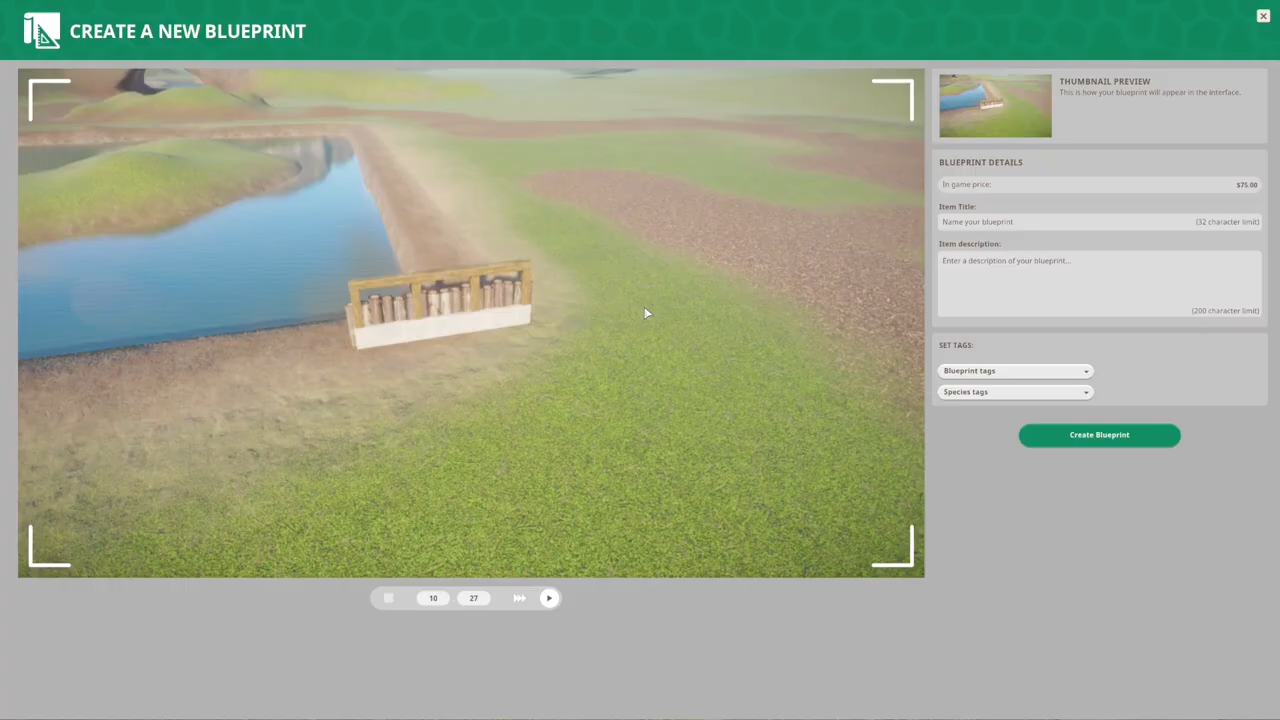 CREATE A NEW BLUEPRINT
THUMBNAIL PREVIEW
This is how your blueprint will appear in the interface.
BLUEPRINT DETAILS
In game price: $75.00
Item Title:
Name your blueprint (32 character limit)
Item description:
Enter a description of your blueprint...
(200 character limit)
SET TAGS:
Blueprint tags
Species tags
Create Blueprint
10 27